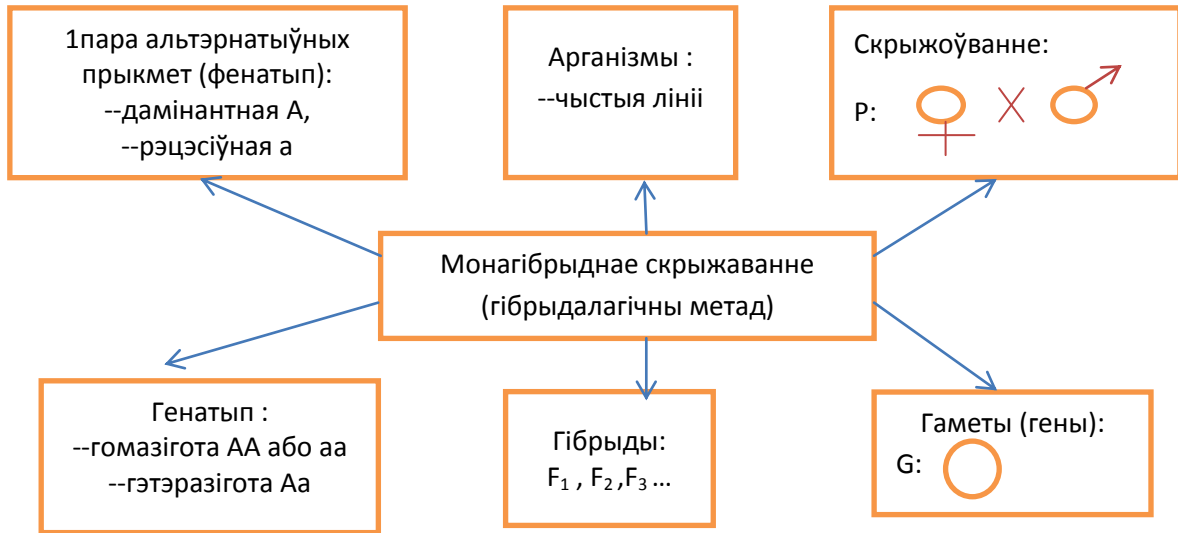 1пара альтэрнатыўных
прыкмет (фенатып):
--дамінантная А,
--рэцэсіўная а
Арганізмы :
--чыстыя лініі
Скрыжоўванне:
Р:
Монагібрыднае скрыжаванне
(гібрыдалагічны метад)
Генатып :
--гомазігота АА або аа
--гэтэразігота Аа
Гібрыды:
F₁ , F₂ ,F₃ ...
Гаметы (гены):
G: